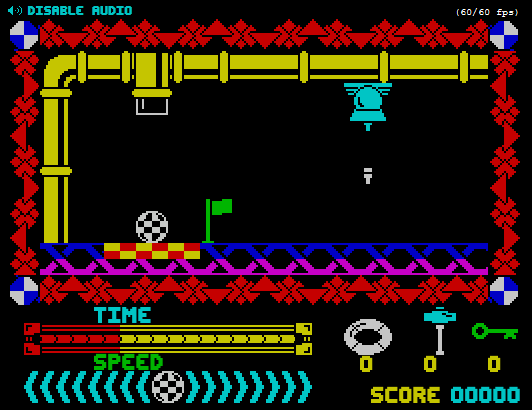 DISABLE AUDIO
(60/60 fps)
TIME
SPEED
0 0 0
SCORE 00000